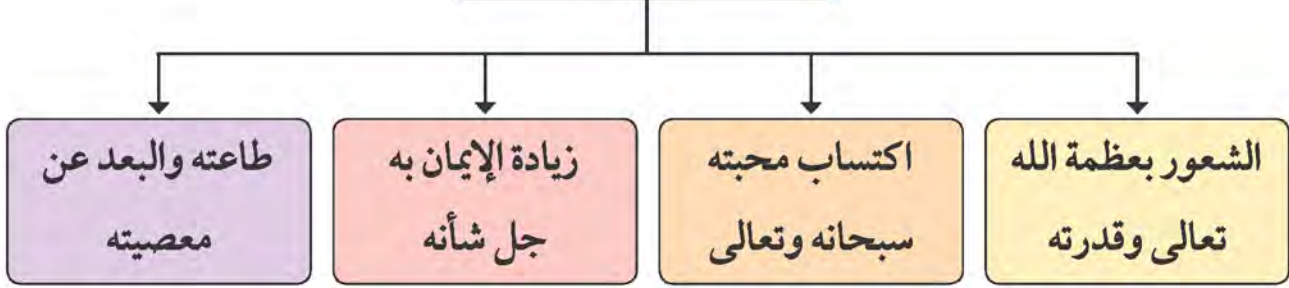 الشعور بعظمة الله
تعالى وقدرته
اكتساب محبته
سبحانه وتعالى
زيادة الإيمان به
جل شأنه
طاعته والبعد عن
معصيته